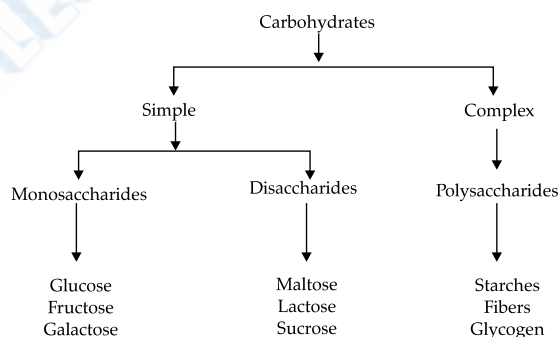 Carbohydrates
Simple
Complex
Monosaccharides
Disaccharides
Polysaccharides
Glucose
Fructose
Galactose
Maltose
Lactose
Sucrose
Starches
Fibers
Glycogen